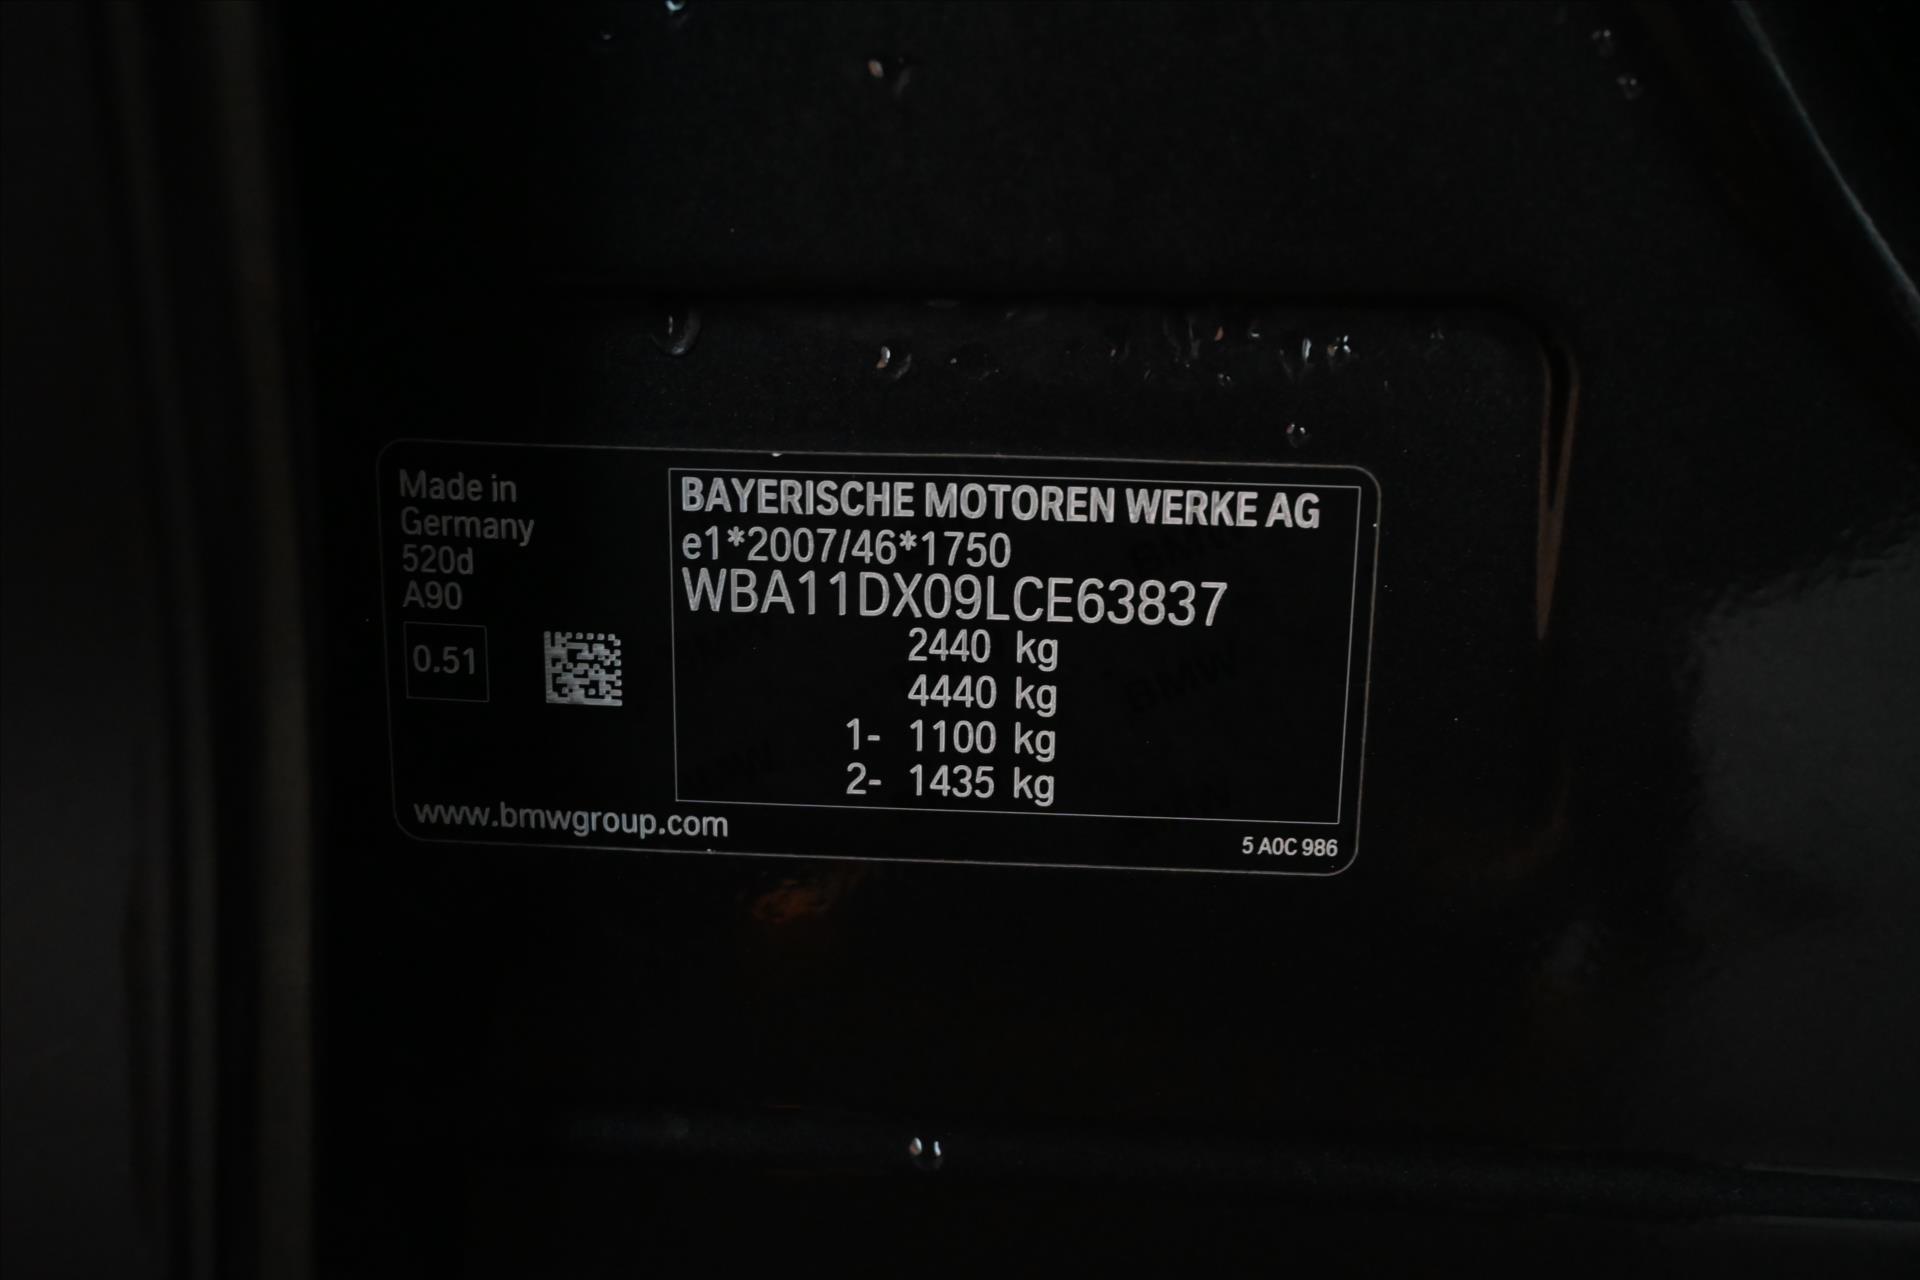 Made in
Germany
520d
A90
0.51
BAYERISCHE MOTOREN WERKE AG
e1*2007/46*1750
WBA11DX09LCE63837
2440 kg
4440 kg
1- 1100 kg
2- 1435 kg
www.bmwgroup.com
5 A0C 986